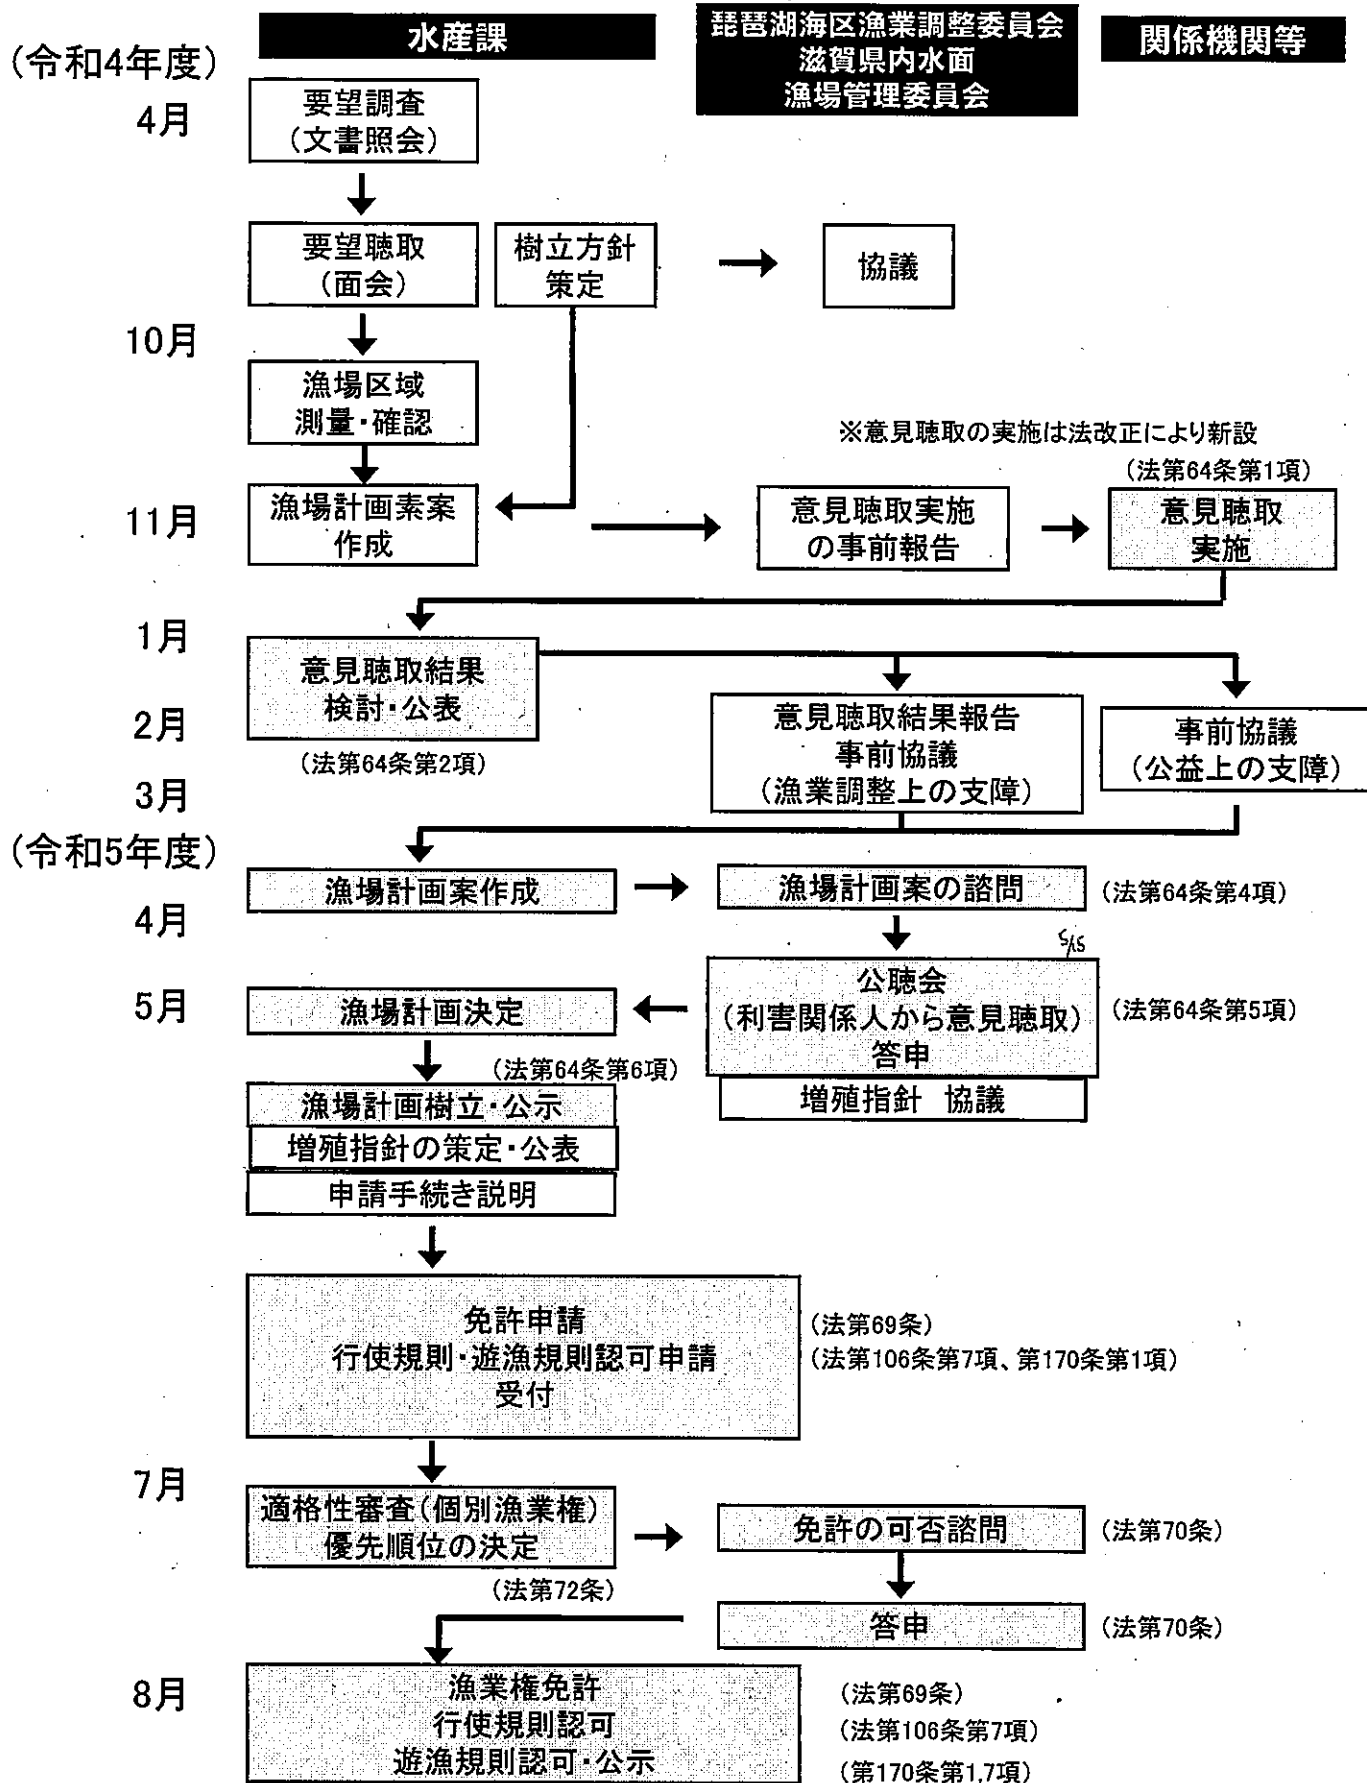 水産課
琵琶湖海区漁業調整委員会
滋賀県内水面
漁場管理委員会
関係機関等
(令和4年度)
4月
要望調査
(文書照会)
要望聴取
(面会)
樹立方針
策定
協議
10月
漁場区域
測量・確認
※意見聴取の実施は法改正により新設
(法第64条第1項)
11月
漁場計画素案
作成
意見聴取実施
の事前報告
意見聴取
実施
1月
意見聴取結果
検討・公表
(法第64条第2項)
2月
意見聴取結果報告
事前協議
(漁業調整上の支障)
事前協議
(公益上の支障)
3月
(令和5年度)
漁場計画案作成
漁場計画案の諮問
(法第64条第4項)
4月
5月
漁場計画決定
公聴会
(利害関係人から意見聴取)
答申
(法第64条第5項)
(法第64条第6項)
漁場計画樹立・公示
増殖指針 協議
増殖指針の策定・公表
申請手続き説明
免許申請
行使規則・遊漁規則認可申請
受付
(法第69条)
(法第106条第7項、第170条第1項)
7月
適格性審査(個別漁業権)
優先順位の決定
免許の可否諮問
(法第70条)
(法第72条)
答申
(法第70条)
8月
漁業権免許
行使規則認可
遊漁規則認可・公示
(法第69条)
(法第106条第7項)
(第170条第1,7項)